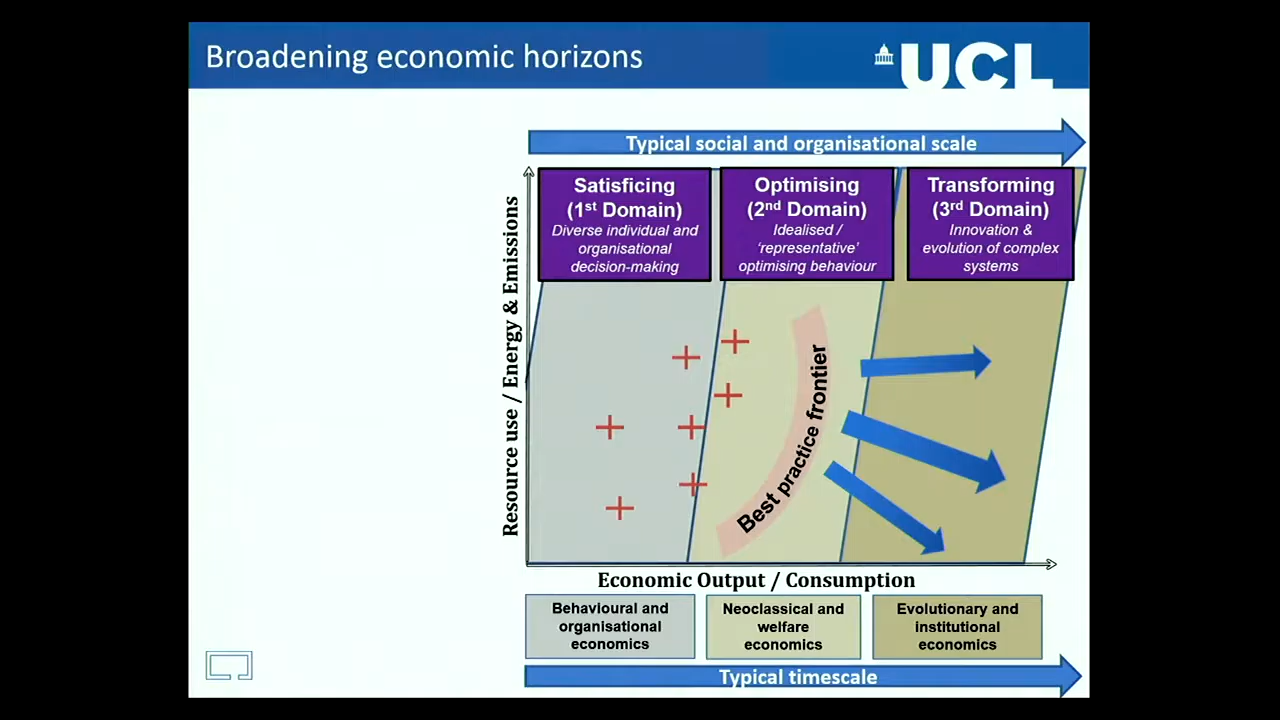 Broadening economic horizons
UCL
Typical social and organisational scale
Satisficing
(1st Domain)
Diverse individual and
organisational
decision-making
Optimising
(2nd Domain)
Idealised /
‘representative’
optimising behaviour
Transforming
(3rd Domain)
Innovation &
evolution of complex
systems
Resource use / Energy & Emissions
Best practice frontier
Economic Output / Consumption
Behavioural and
organisational
economics
Neoclassical and
welfare
economics
Evolutionary and
institutional
economics
Typical timescale